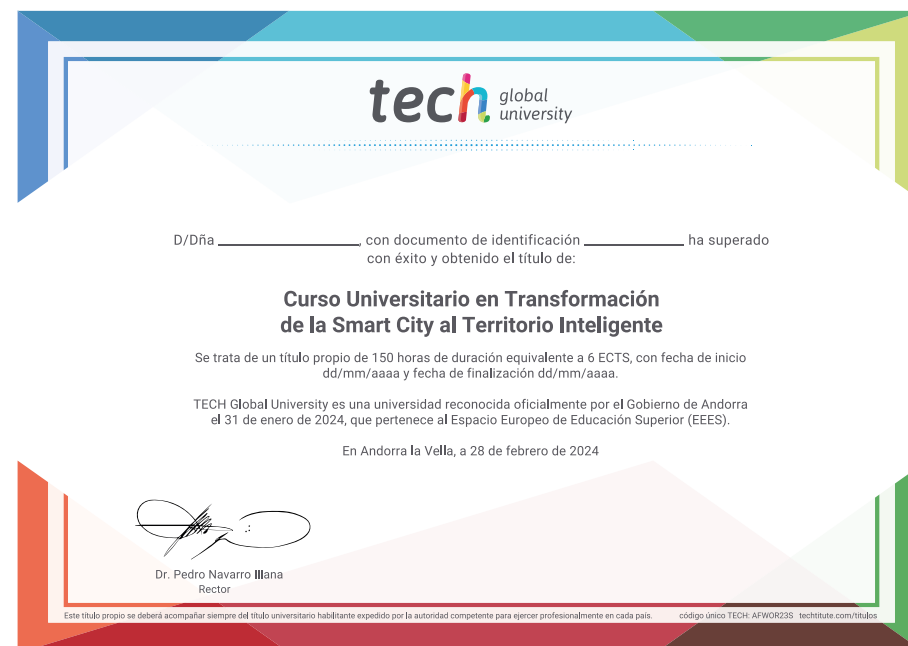 tech global university
D/Dña ____________________, con documento de identificación ______________ ha superado
con éxito y obtenido el título de:
Curso Universitario en Transformación
de la Smart City al Territorio Inteligente
Se trata de un título propio de 150 horas de duración equivalente a 6 ECTS, con fecha de inicio
dd/mm/aaaa y fecha de finalización dd/mm/aaaa.
TECH Global University es una universidad reconocida oficialmente por el Gobierno de Andorra
el 31 de enero de 2024, que pertenece al Espacio Europeo de Educación Superior (EEES).
En Andorra la Vella, a 28 de febrero de 2024
Dr. Pedro Navarro Illana
Rector
Este título propio se deberá acompañar siempre del título universitario habilitante expedido por la autoridad competente para ejercer profesionalmente en cada país. código único TECH: AFWOR23S techtitute.com/titulos